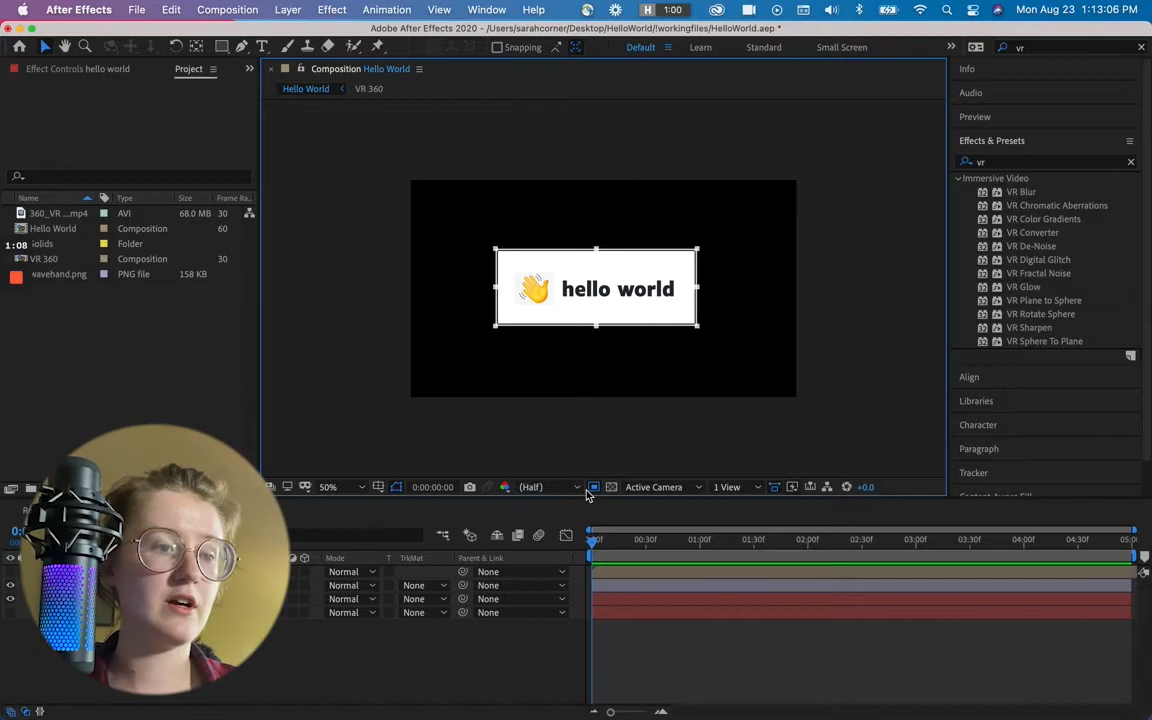 After Effects File Edit Composition Layer Effect Animation View Window Help H 1:00 Mon Aug 23 1:13:06 PM
Adobe After Effects 2020 - /Users/sarahcorner/Desktop/HelloWorld/!workingfiles/HelloWorld.aep *
Snapping Default Learn Standard Small Screen vr
Effect Controls hello world Project
Composition Hello World
Hello World VR 360
Name Type Size Frame Ra..
360_VR ....mp4 AVI 68.0 MB 30
Hello World Composition 60
Solids Folder
1:08
VR 360 Composition 30
wavehand.png PNG file 158 KB
hello world
50% 0:00:00:00 (Half) Active Camera 1 View +0.0
Info
Audio
Preview
Effects & Presets
vr
Immersive Video
VR Blur
VR Chromatic Aberrations
VR Color Gradients
VR Converter
VR De-Noise
VR Digital Glitch
VR Fractal Noise
VR Glow
VR Plane to Sphere
VR Rotate Sphere
VR Sharpen
VR Sphere To Plane
Align
Libraries
Character
Paragraph
Tracker
Mode T TrkMat Parent & Link
Normal None
Normal None None
Normal None None
Normal None None
00:30f 01:00f 01:30f 02:00f 02:30f 03:00f 03:30f 04:00f 04:30f